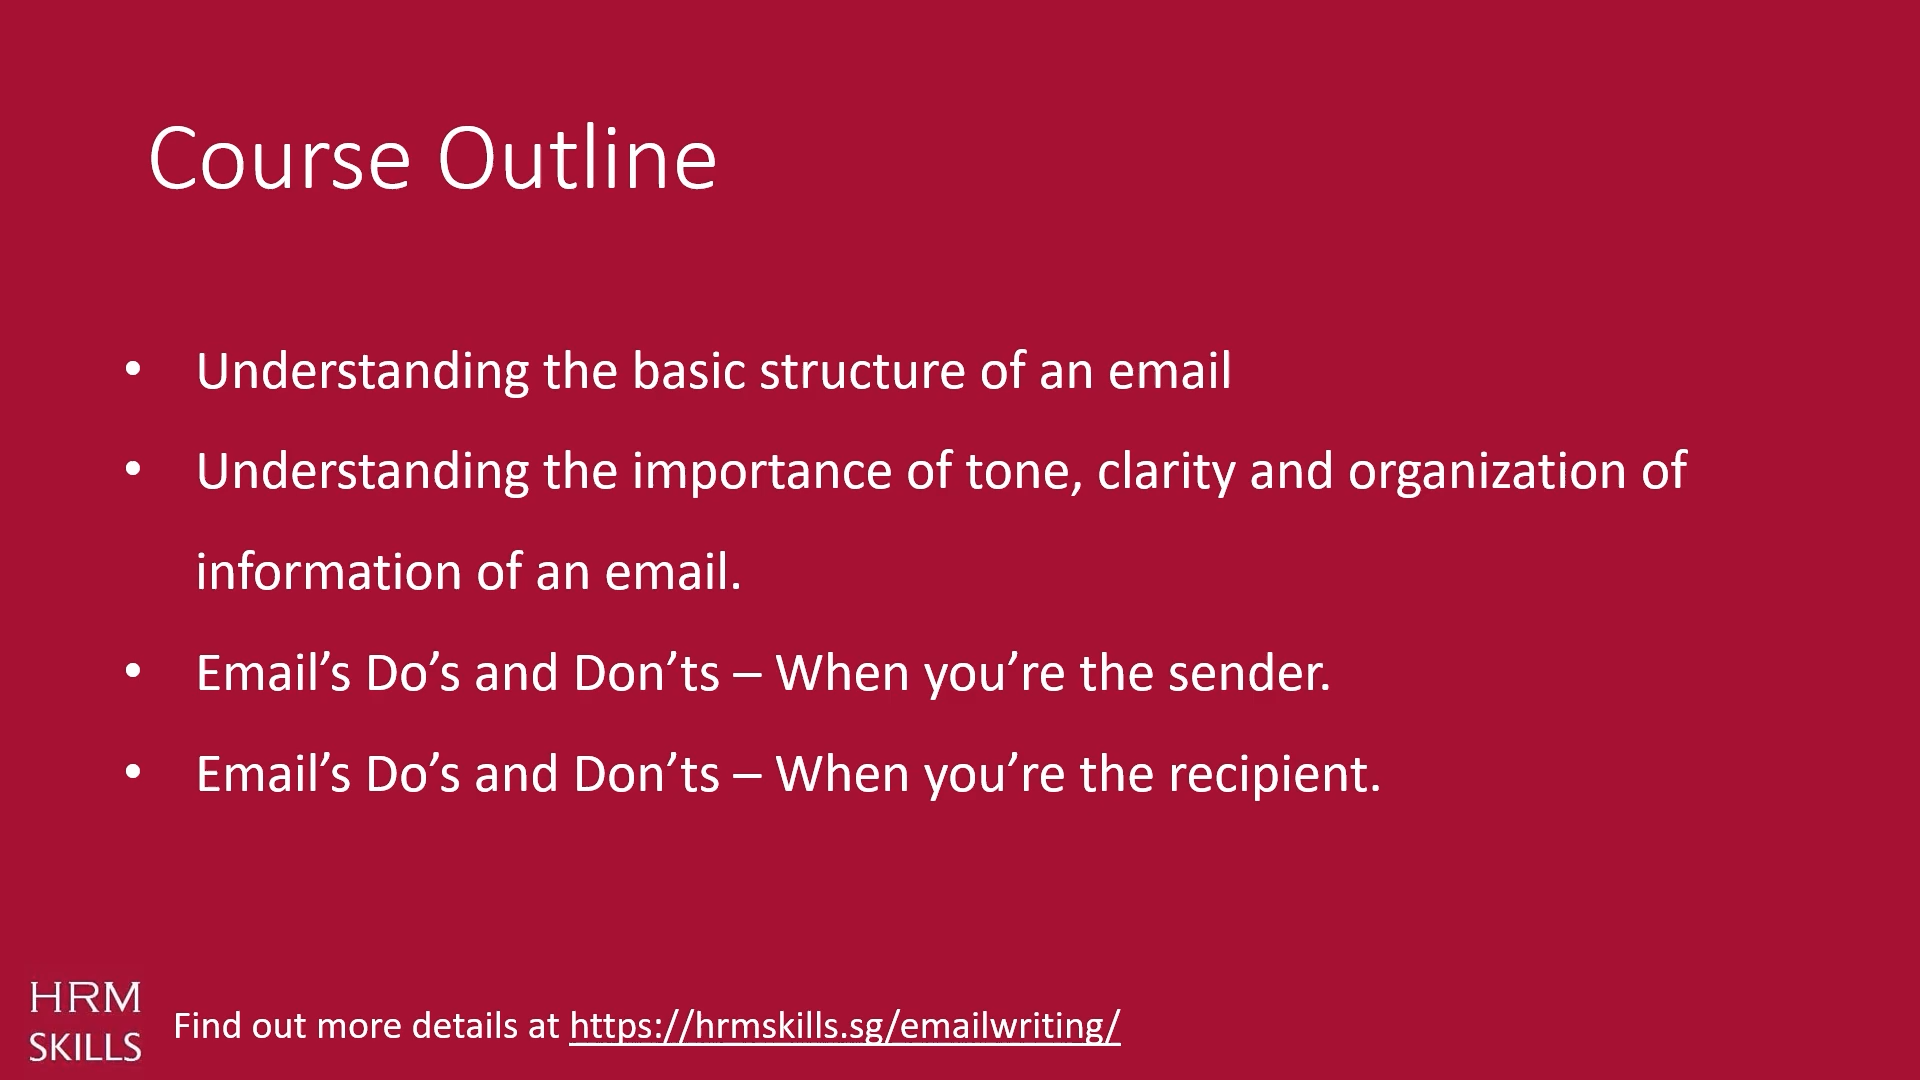 Course Outline
• Understanding the basic structure of an email
• Understanding the importance of tone, clarity and organization of
information of an email.
• Email’s Do’s and Don’ts – When you’re the sender.
• Email’s Do’s and Don’ts – When you’re the recipient.
HRM
SKILLS
Find out more details at https://hrmskills.sg/emailwriting/